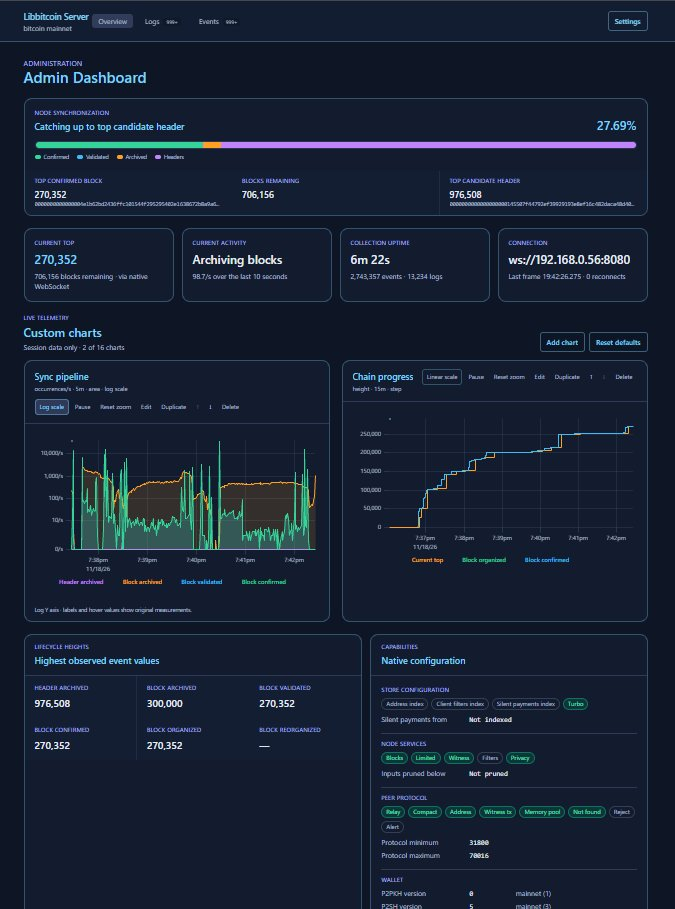 Libbitcoin Server
bitcoin mainnet
Overview
Logs 999+
Events 999+
Settings
ADMINISTRATION
Admin Dashboard
NODE SYNCHRONIZATION
Catching up to top candidate header
27.69%
Confirmed Validated Archived Headers
TOP CONFIRMED BLOCK
270,352
BLOCKS REMAINING
706,156
TOP CANDIDATE HEADER
976,508
CURRENT TOP
270,352
706,156 blocks remaining · via native
WebSocket
CURRENT ACTIVITY
Archiving blocks
98.7/s over the last 10 seconds
COLLECTION UPTIME
6m 22s
2,743,357 events · 13,234 logs
CONNECTION
ws://192.168.0.56:8080
Last frame 19:42:26.275 · 0 reconnects
LIVE TELEMETRY
Custom charts
Session data only · 2 of 16 charts
Add chart
Reset defaults
Sync pipeline
occurrences/s · 5m · area · log scale
Log scale Pause Reset zoom Edit Duplicate ↑ ↓ Delete
10,000/s
1,000/s
100/s
10/s
0/s
7:38pm 7:39pm 7:40pm 7:41pm 7:42pm
11/18/26
Header archived Block archived Block validated Block confirmed
Log Y axis · labels and hover values show original measurements.
Chain progress
height · 15m · step
Linear scale Pause Reset zoom Edit Duplicate ↑ ↓ Delete
250,000
200,000
150,000
100,000
50,000
0
7:37pm 7:38pm 7:39pm 7:40pm 7:41pm 7:42pm
11/18/26
Current top Block organized Block confirmed
LIFECYCLE HEIGHTS
Highest observed event values
HEADER ARCHIVED
976,508
BLOCK ARCHIVED
300,000
BLOCK VALIDATED
270,352
BLOCK CONFIRMED
270,352
BLOCK ORGANIZED
270,352
BLOCK REORGANIZED
—
CAPABILITIES
Native configuration
STORE CONFIGURATION
Address index Client filters index Silent payments index Turbo
Silent payments from Not indexed
NODE SERVICES
Blocks Limited Witness Filters Privacy
Inputs pruned below Not pruned
PEER PROTOCOL
Relay Compact Address Witness tx Memory pool Not found Reject
Alert
Protocol minimum 31800
Protocol maximum 70016
WALLET
P2PKH version 0 mainnet (1)
P2SH version 5 mainnet (3)